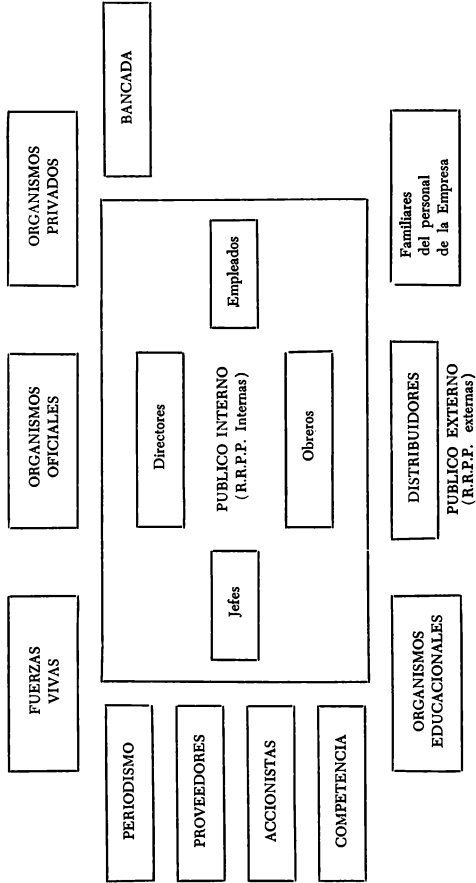 FUERZAS
VIVAS
ORGANISMOS
OFICIALES
ORGANISMOS
PRIVADOS
PERIODISMO
PROVEEDORES
ACCIONISTAS
COMPETENCIA
Directores
Jefes
PUBLICO INTERNO
(R.R.P.P. Internas)
Empleados
Obreros
BANCADA
ORGANISMOS
EDUCACIONALES
DISTRIBUIDORES
Familiares
del personal
de la Empresa
PUBLICO EXTERNO
(R.R.P.P. externas)